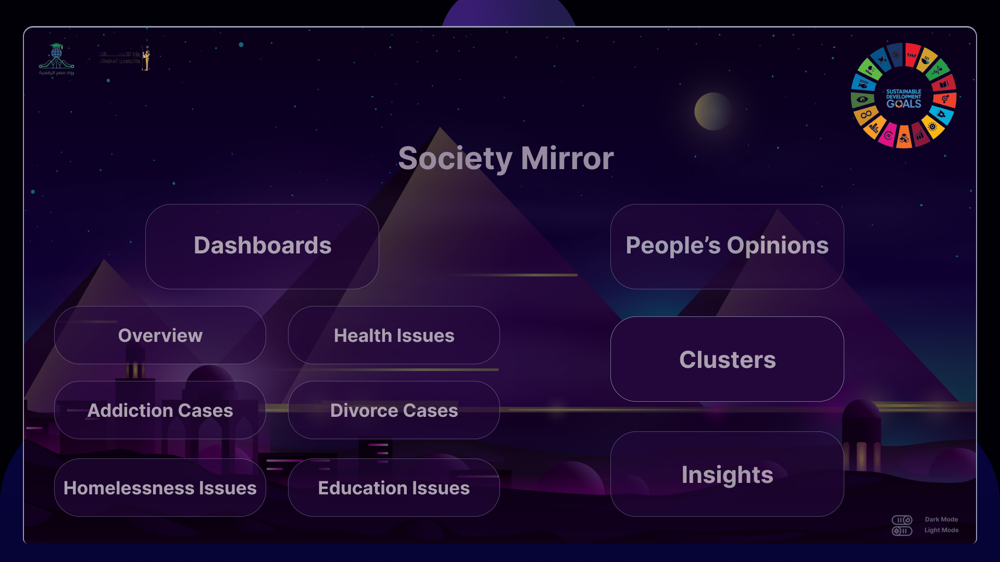 رواد مصر الرقمية
وزارة الاتصالات
وتكنولوجيا المعلومات
SUSTAINABLE
DEVELOPMENT
GOALS
Society Mirror
Dashboards
People’s Opinions
Overview
Health Issues
Clusters
Addiction Cases
Divorce Cases
Insights
Homelessness Issues
Education Issues
Dark Mode
Light Mode